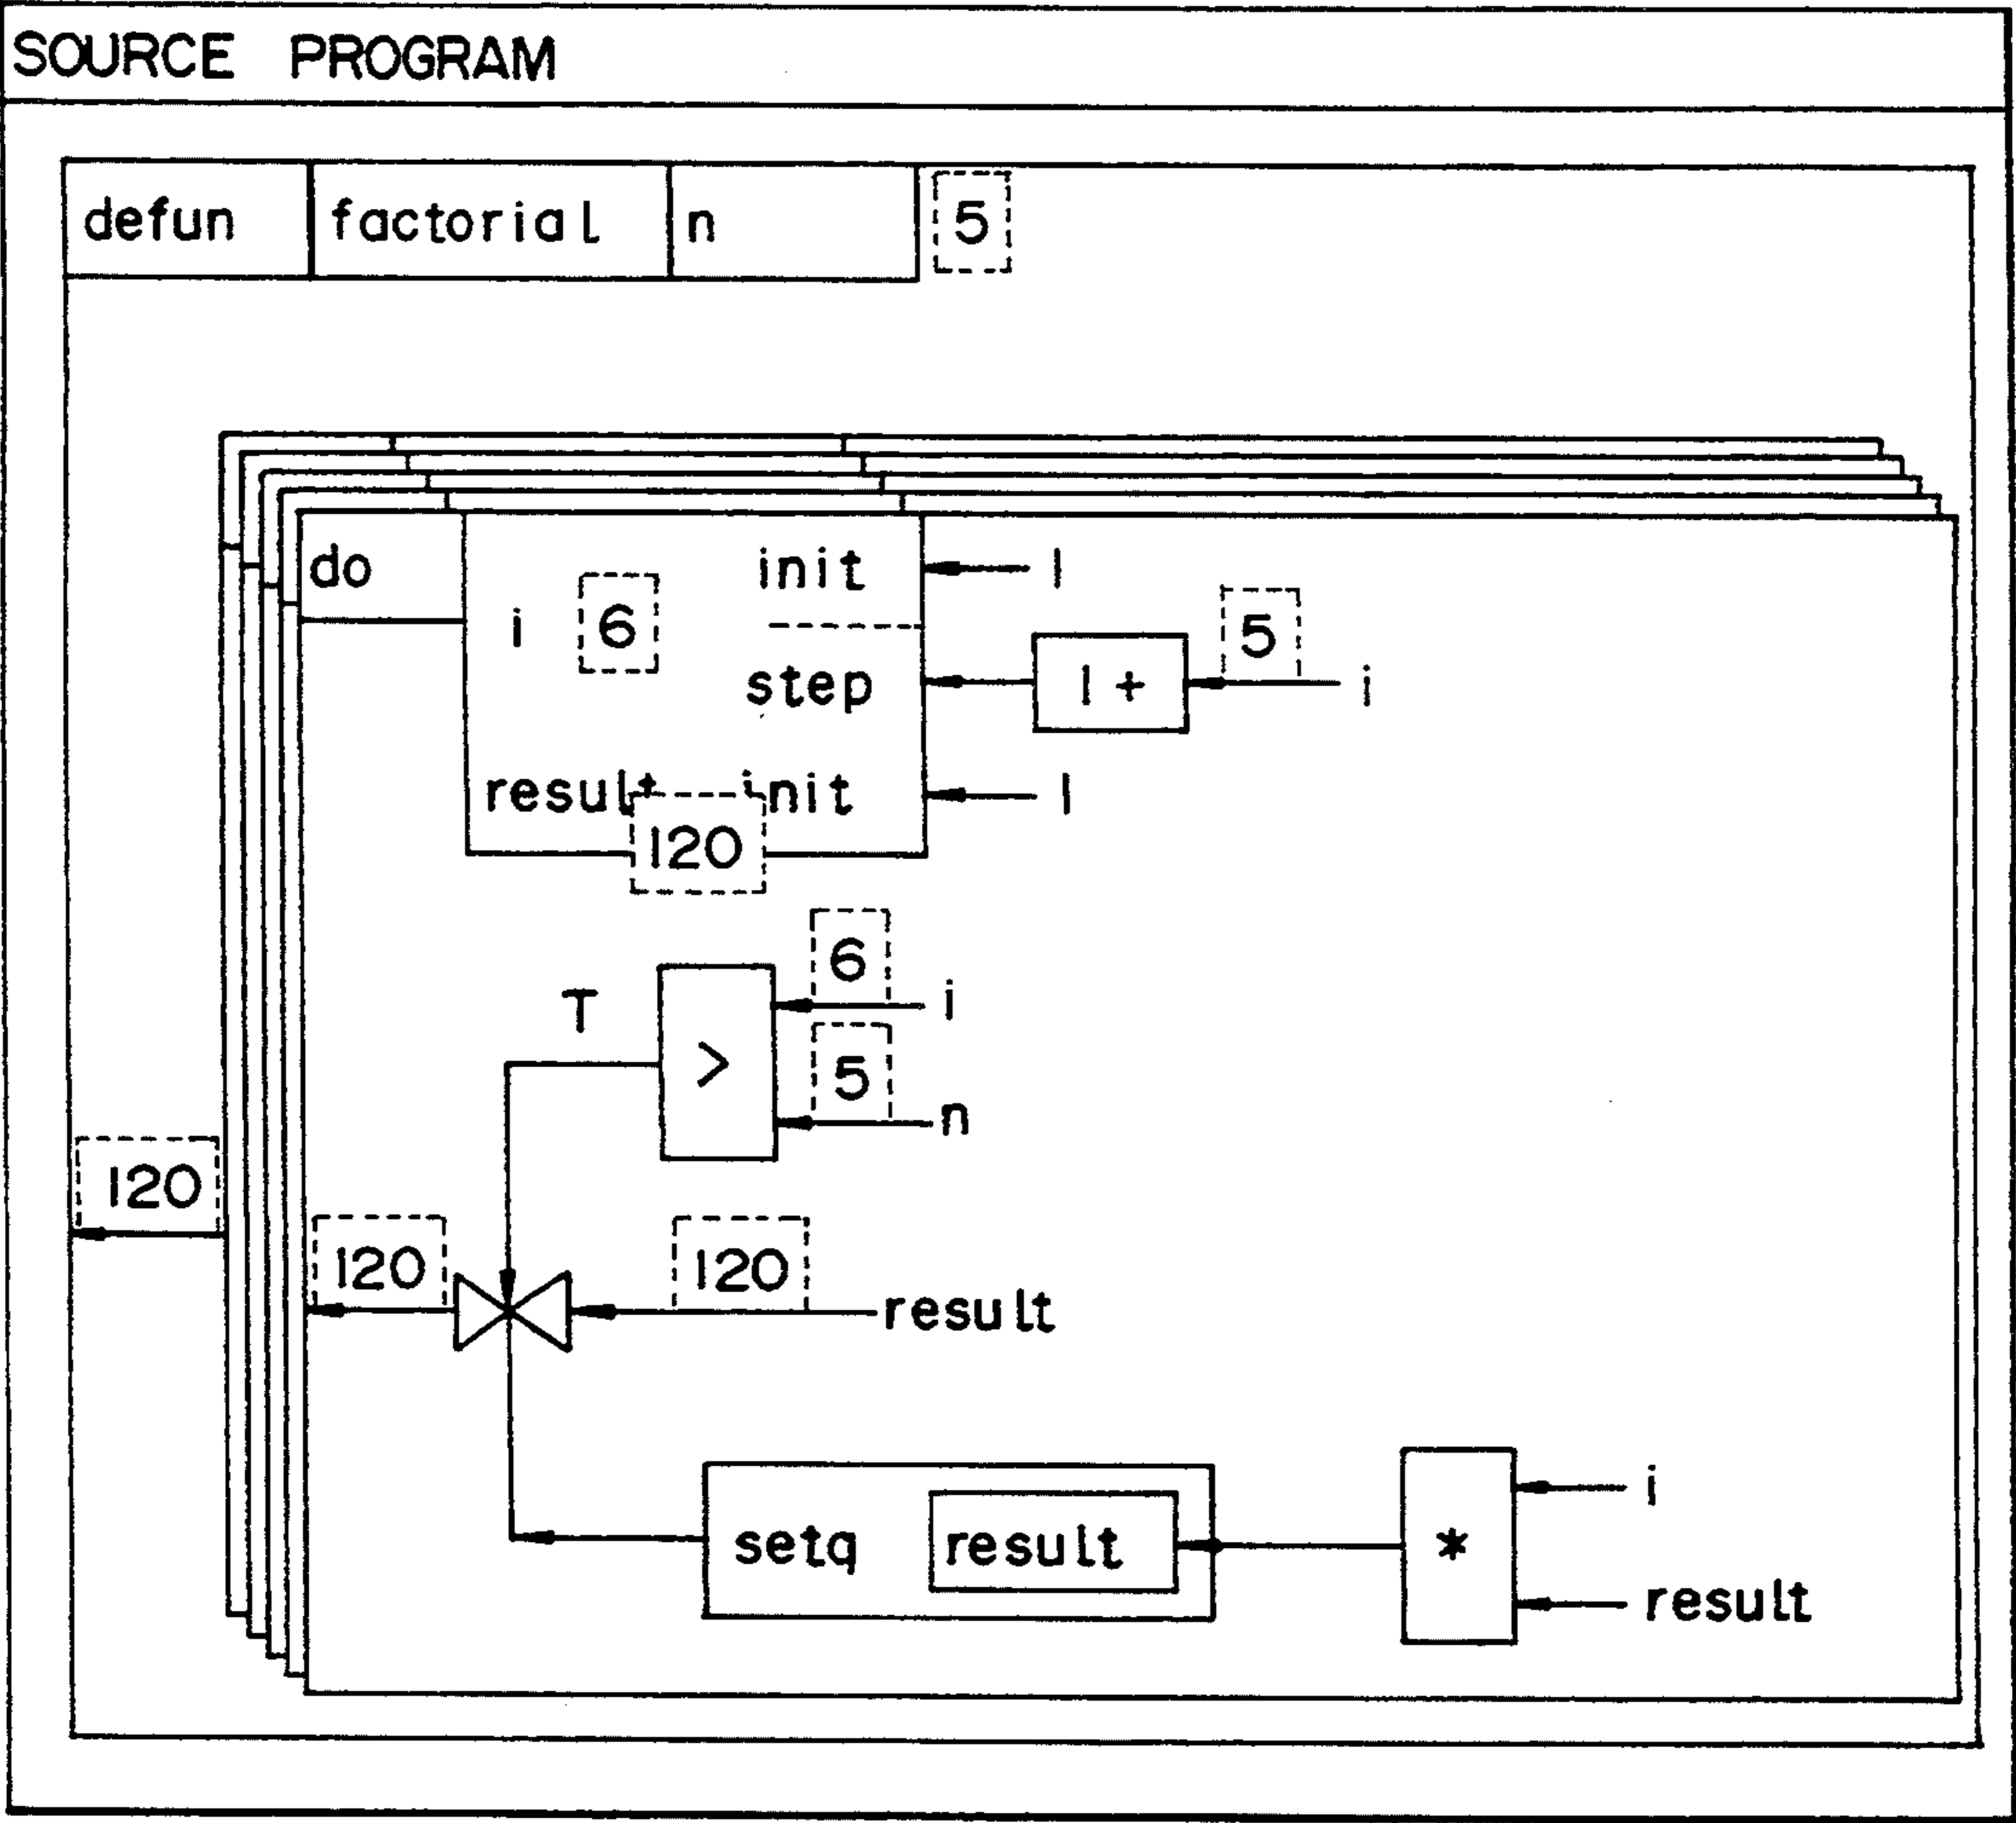 SOURCE PROGRAM
defun factorial n 5
do init 1
i 6
5
step 1+ i
result init 1
120
6
T i
>
5
n
120
120 120
result
i
setq result *
result